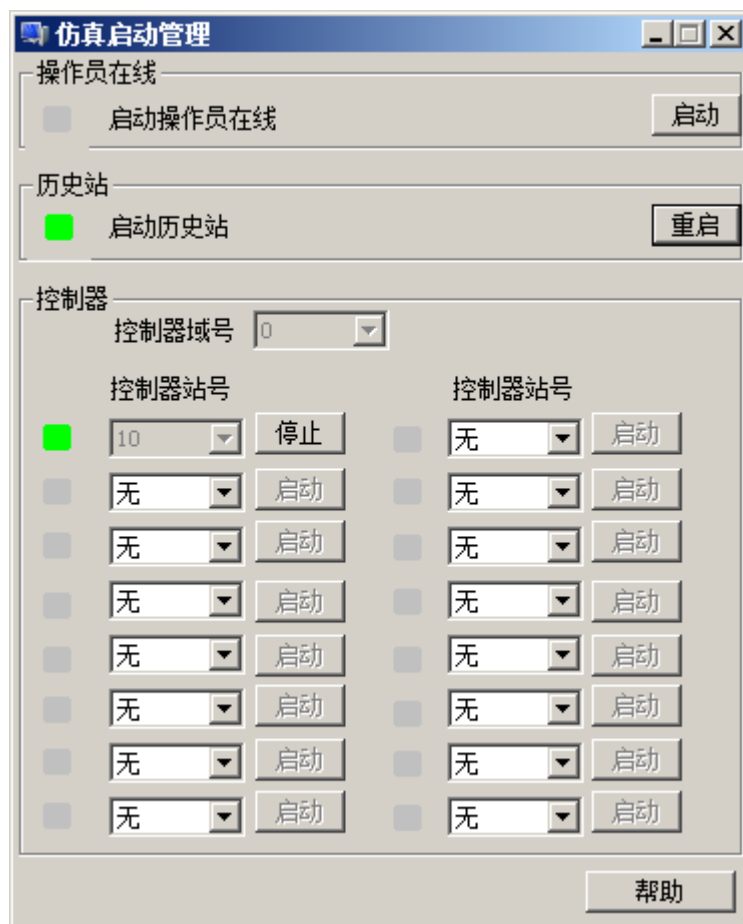 仿真启动管理
操作员在线
启动操作员在线 启动
历史站
启动历史站 重启
控制器
控制器域号 0
控制器站号 控制器站号
10 停止 无 启动
无 启动 无 启动
无 启动 无 启动
无 启动 无 启动
无 启动 无 启动
无 启动 无 启动
无 启动 无 启动
无 启动 无 启动
帮助